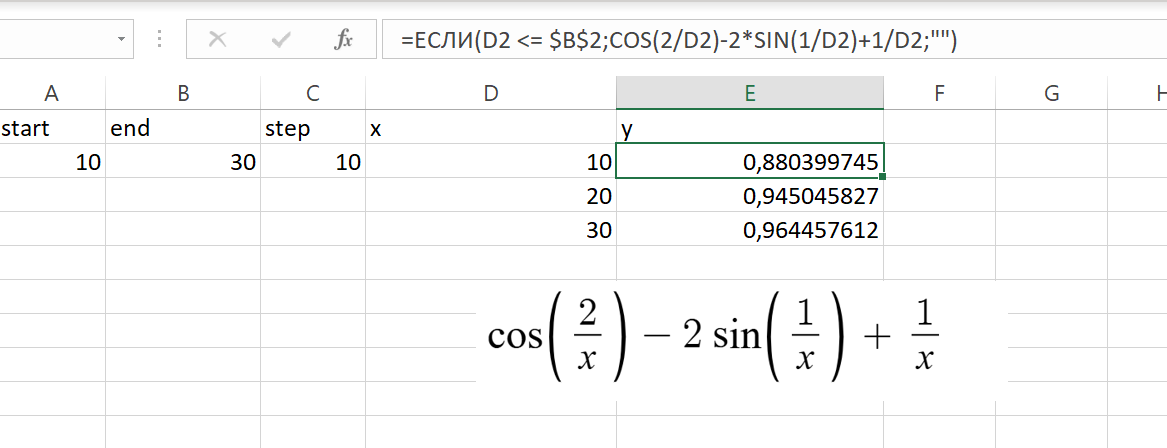 fx =ЕСЛИ(D2 <= $B$2;COS(2/D2)-2*SIN(1/D2)+1/D2;"")
A B C D E F G H
start end step x y
10 30 10 10 0,880399745
20 0,945045827
30 0,964457612
cos(2/x) − 2 sin(1/x) + 1/x